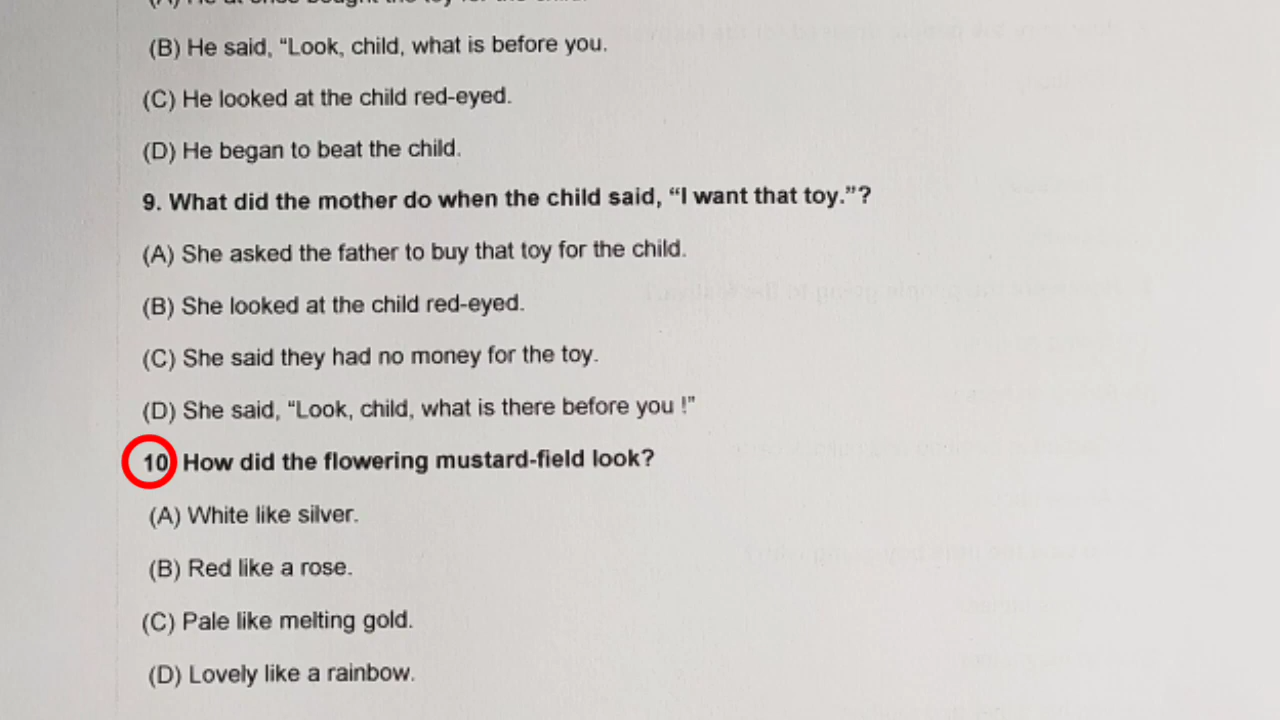 (B) He said, “Look, child, what is before you.
(C) He looked at the child red-eyed.
(D) He began to beat the child.
9. What did the mother do when the child said, “I want that toy.”?
(A) She asked the father to buy that toy for the child.
(B) She looked at the child red-eyed.
(C) She said they had no money for the toy.
(D) She said, “Look, child, what is there before you !”
10 How did the flowering mustard-field look?
(A) White like silver.
(B) Red like a rose.
(C) Pale like melting gold.
(D) Lovely like a rainbow.